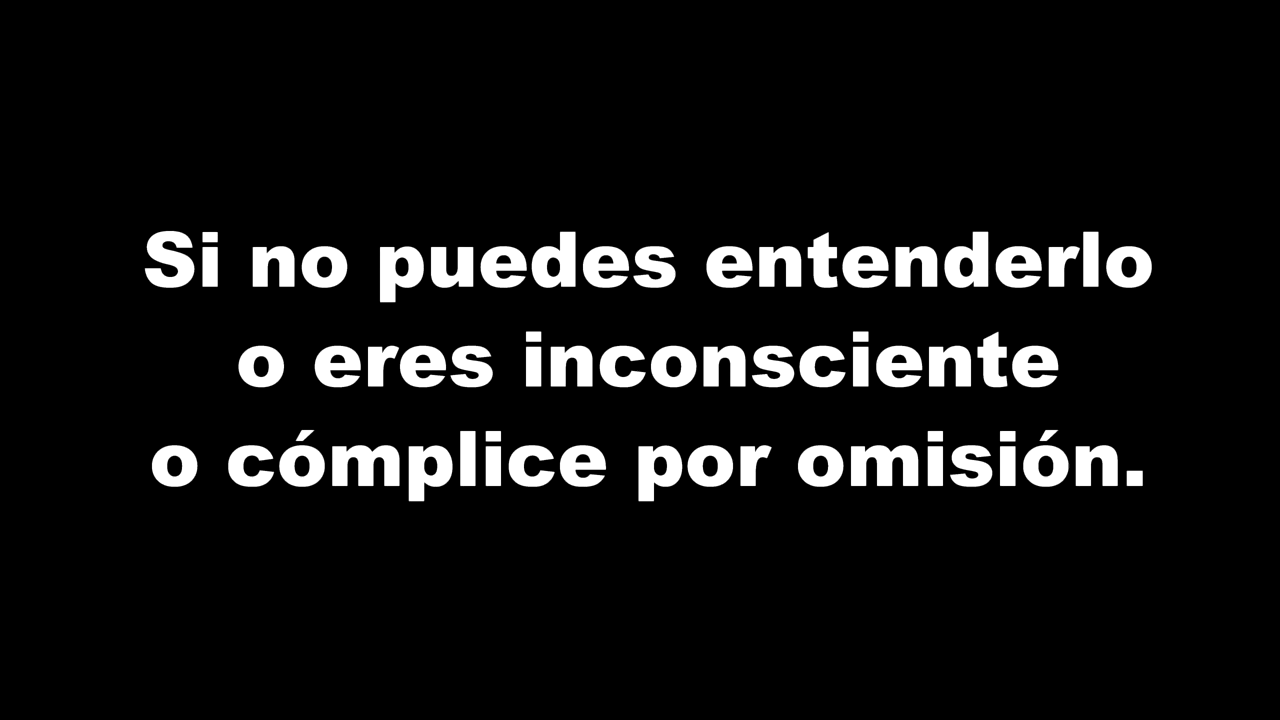 Si no puedes entenderlo
o eres inconsciente
o cómplice por omisión.